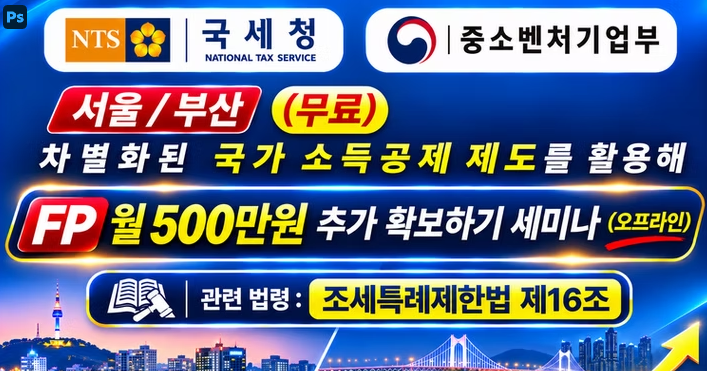 Ps
NTS 국세청 NATIONAL TAX SERVICE
중소벤처기업부
서울/부산 (무료)
차별화된 국가 소득공제 제도를 활용해
FP 월 500만원 추가 확보하기 세미나 (오프라인)
관련 법령 : 조세특례제한법 제16조